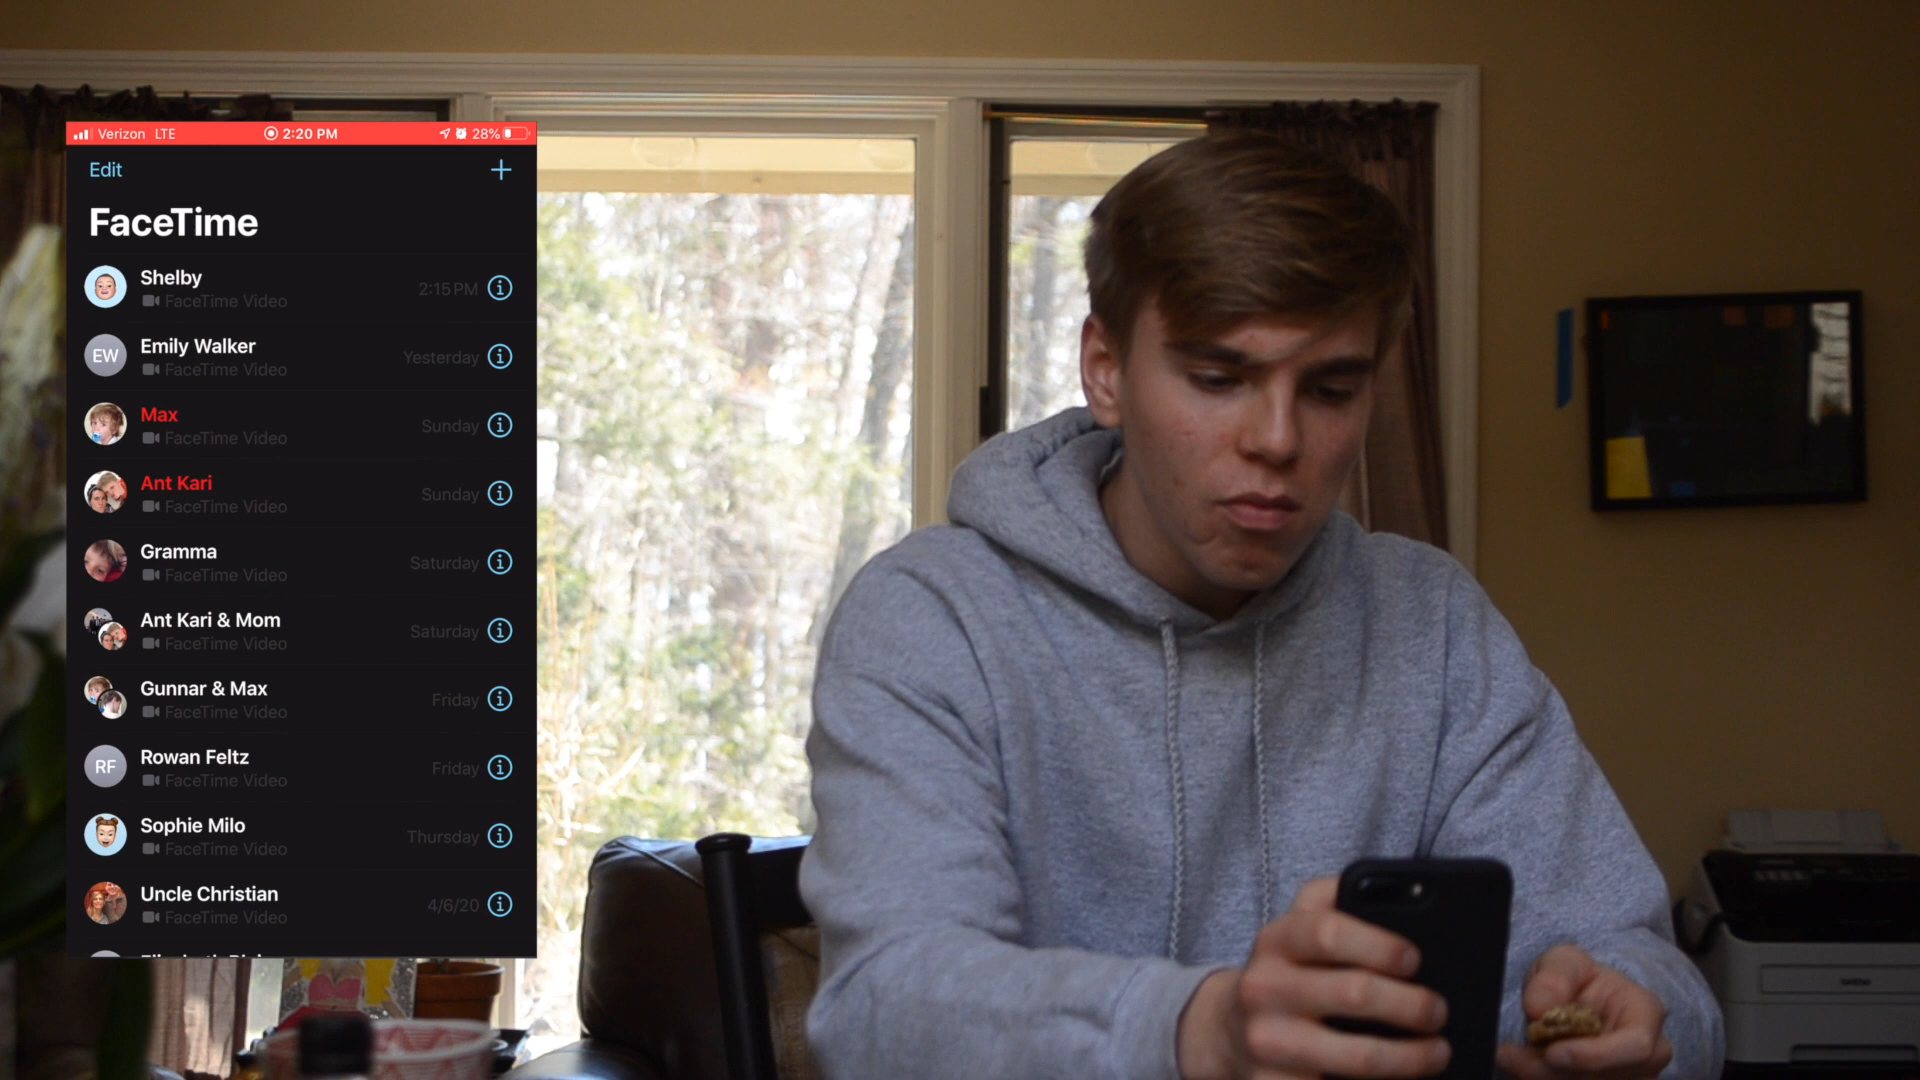 Verizon LTE 2:20 PM 28%
Edit +
FaceTime
Shelby
FaceTime Video 2:15 PM
EW Emily Walker
FaceTime Video Yesterday
Max
FaceTime Video Sunday
Ant Kari
FaceTime Video Sunday
Gramma
FaceTime Video Saturday
Ant Kari & Mom
FaceTime Video Saturday
Gunnar & Max
FaceTime Video Friday
RF Rowan Feltz
FaceTime Video Friday
Sophie Milo
FaceTime Video Thursday
Uncle Christian
FaceTime Video 4/6/20
brother